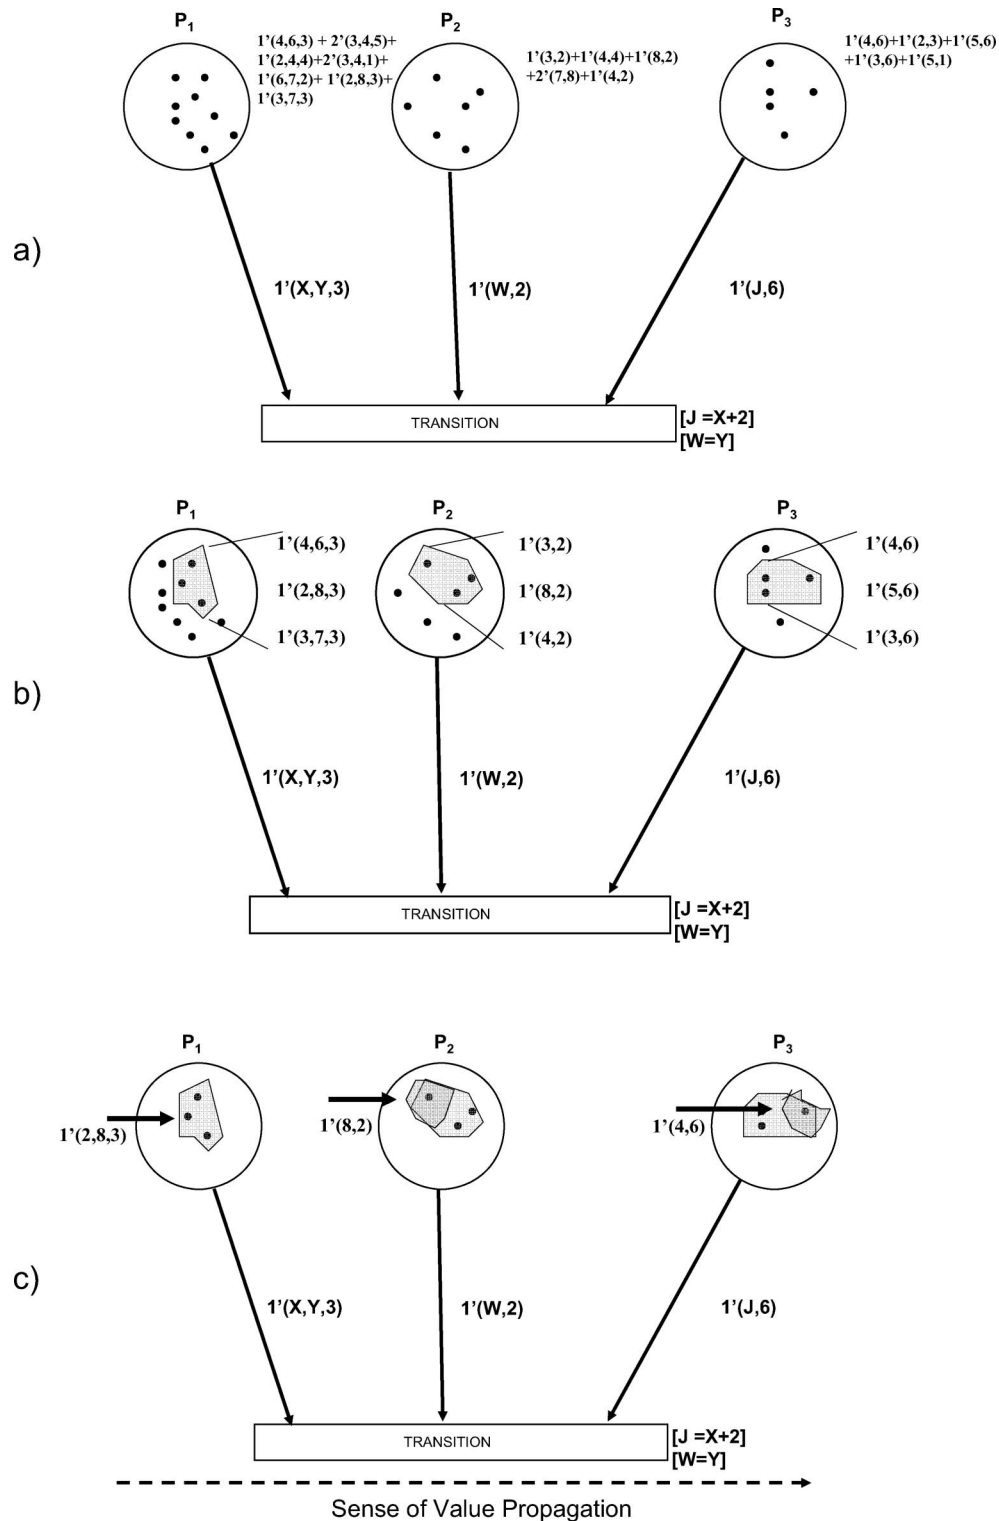 P1
1’(4,6,3) + 2’(3,4,5)+
1’(2,4,4)+2’(3,4,1)+
1’(6,7,2)+ 1’(2,8,3)+
1’(3,7,3)
P2
1’(3,2)+1’(4,4)+1’(8,2)
+2’(7,8)+1’(4,2)
P3
1’(4,6)+1’(2,3)+1’(5,6)
+1’(3,6)+1’(5,1)
a)
1’(X,Y,3)
1’(W,2)
1’(J,6)
TRANSITION
[J =X+2]
[W=Y]
P1
1’(4,6,3)
1’(2,8,3)
1’(3,7,3)
P2
1’(3,2)
1’(8,2)
1’(4,2)
P3
1’(4,6)
1’(5,6)
1’(3,6)
b)
1’(X,Y,3)
1’(W,2)
1’(J,6)
TRANSITION
[J =X+2]
[W=Y]
P1
1’(2,8,3)
P2
1’(8,2)
P3
1’(4,6)
c)
1’(X,Y,3)
1’(W,2)
1’(J,6)
TRANSITION
[J =X+2]
[W=Y]
Sense of Value Propagation